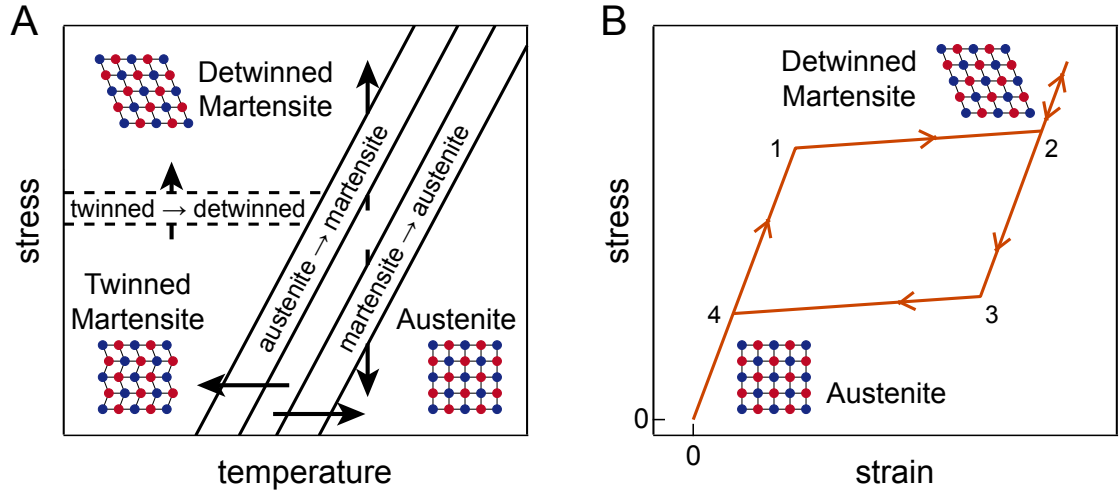 A
Detwinned
Martensite
twinned → detwinned
austenite → martensite
martensite → austenite
Twinned
Martensite
Austenite
stress
temperature
B
Detwinned
Martensite
1
2
3
4
Austenite
stress
0
0
strain